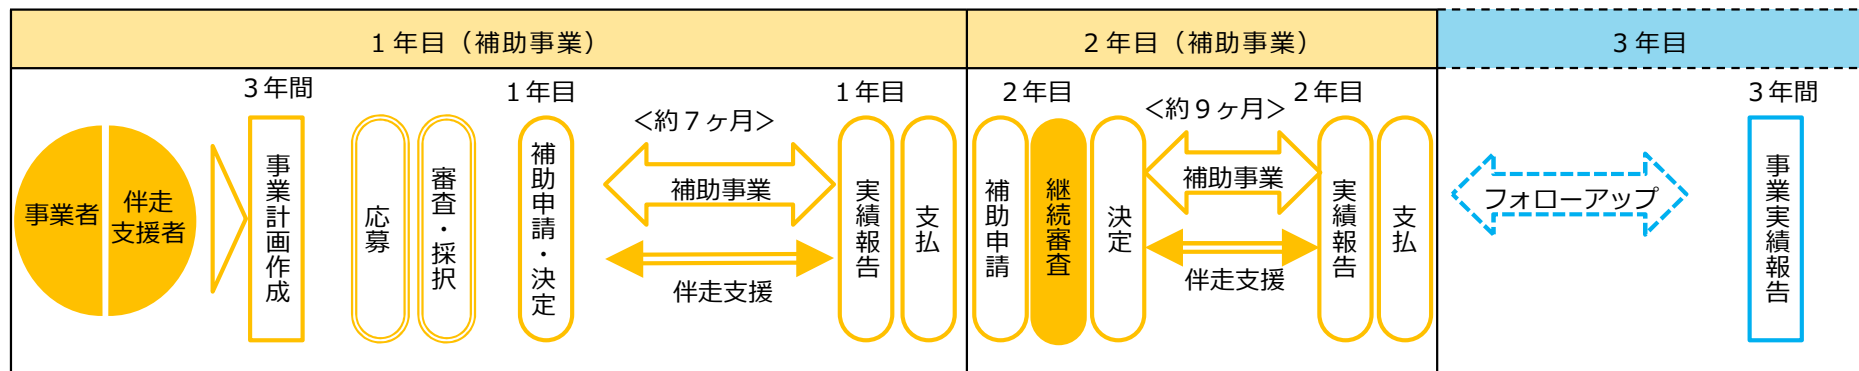 １年目（補助事業）
２年目（補助事業）
３年目
事業者
伴走
支援者
３年間
事業計画作成
応募
審査・採択
１年目
補助申請・決定
＜約７ヶ月＞
補助事業
伴走支援
１年目
実績報告
支払
２年目
補助申請
継続審査
決定
＜約９ヶ月＞
補助事業
伴走支援
２年目
実績報告
支払
フォローアップ
３年間
事業実績報告